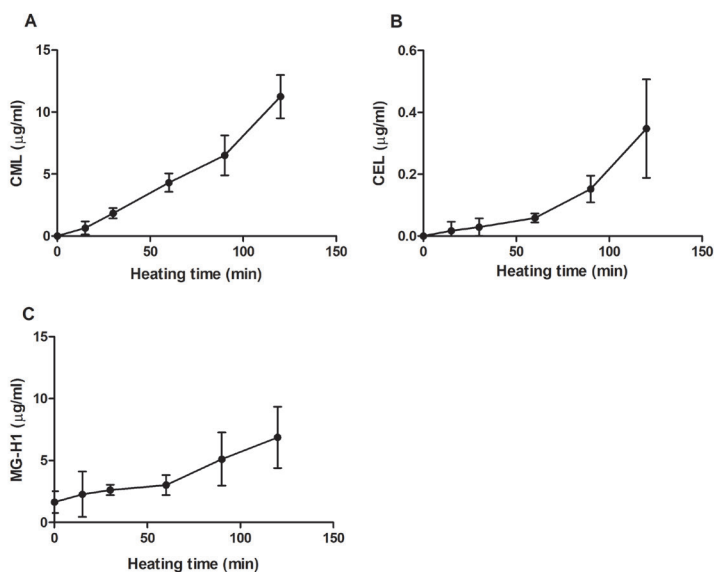 A
15
10
5
0
CML (μg/ml)
0 50 100 150
Heating time (min)
B
0.6
0.4
0.2
0.0
CEL (μg/ml)
0 50 100 150
Heating time (min)
C
15
10
5
0
MG-H1 (μg/ml)
0 50 100 150
Heating time (min)